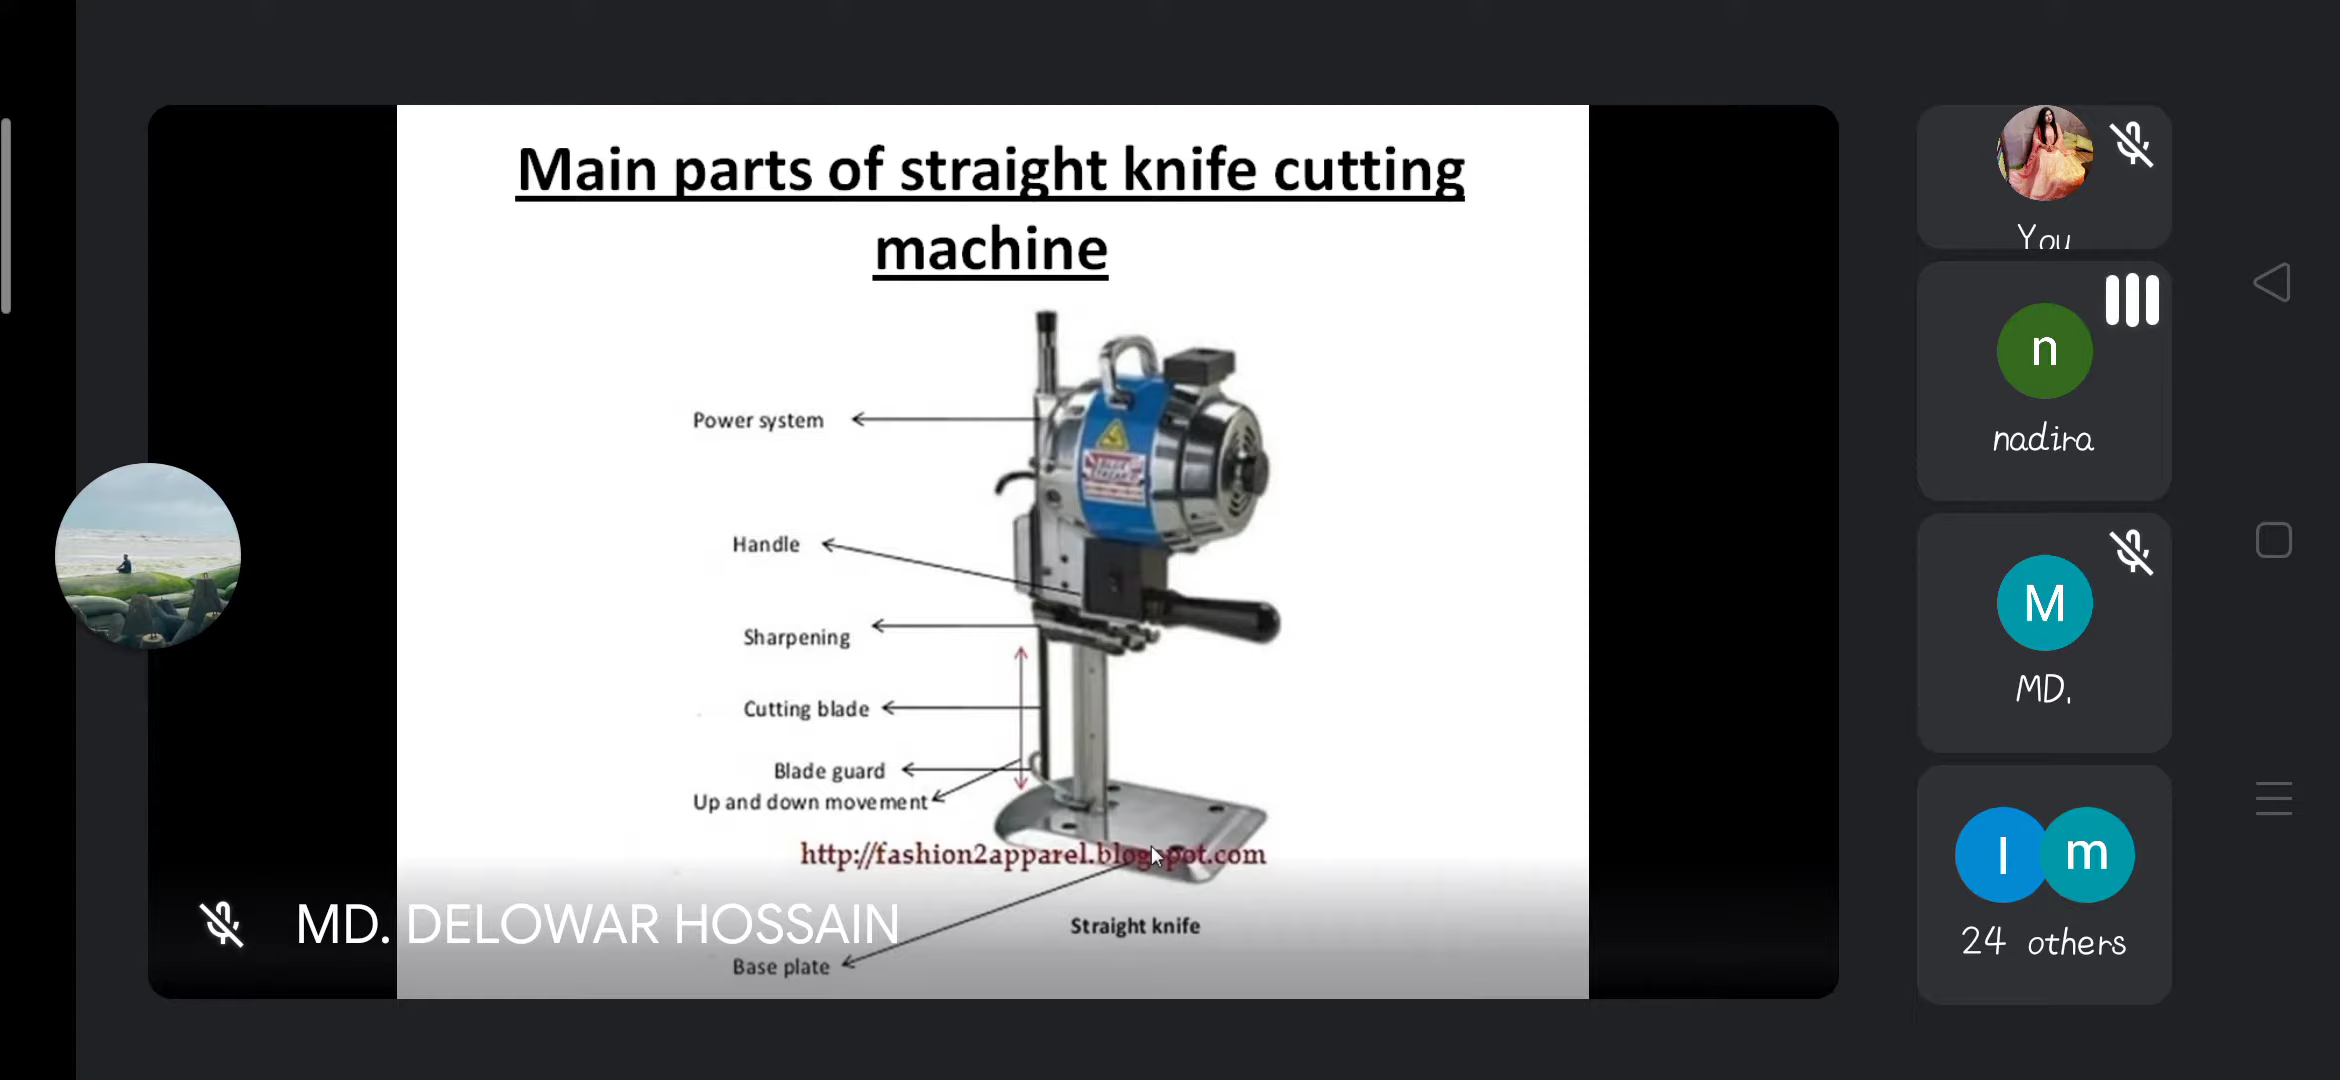 Main parts of straight knife cutting
machine
Power system
Handle
Sharpening
Cutting blade
Blade guard
Up and down movement
http://fashion2apparel.blogspot.com
Straight knife
Base plate
MD. DELOWAR HOSSAIN
You
n
nadira
M
MD.
l m
24 others